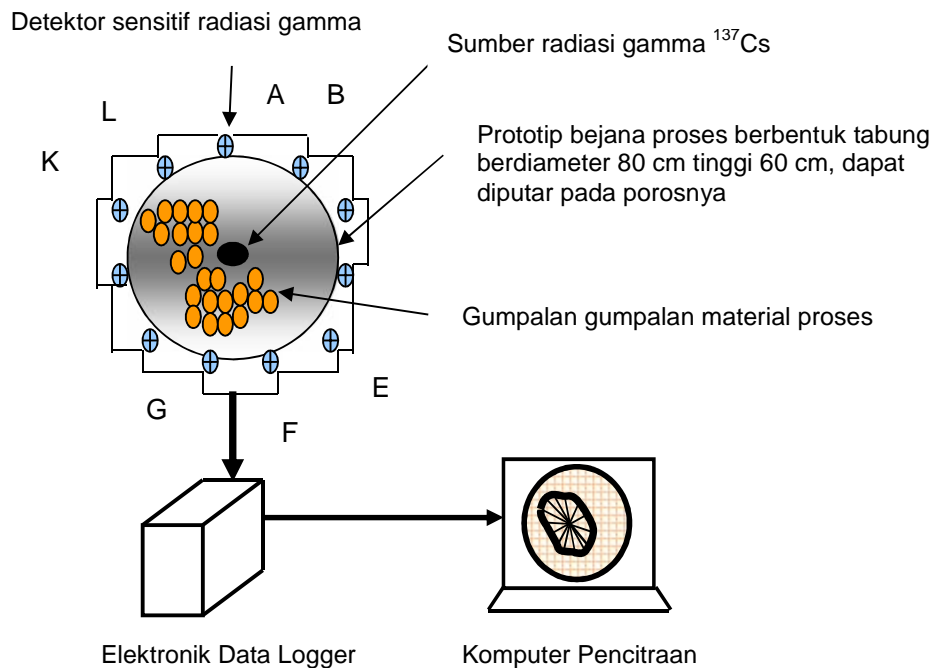 Detektor sensitif radiasi gamma
Sumber radiasi gamma ¹³⁷Cs
A B
L
K
Prototip bejana proses berbentuk tabung
berdiameter 80 cm tinggi 60 cm, dapat
diputar pada porosnya
Gumpalan gumpalan material proses
E
G
F
Elektronik Data Logger
Komputer Pencitraan